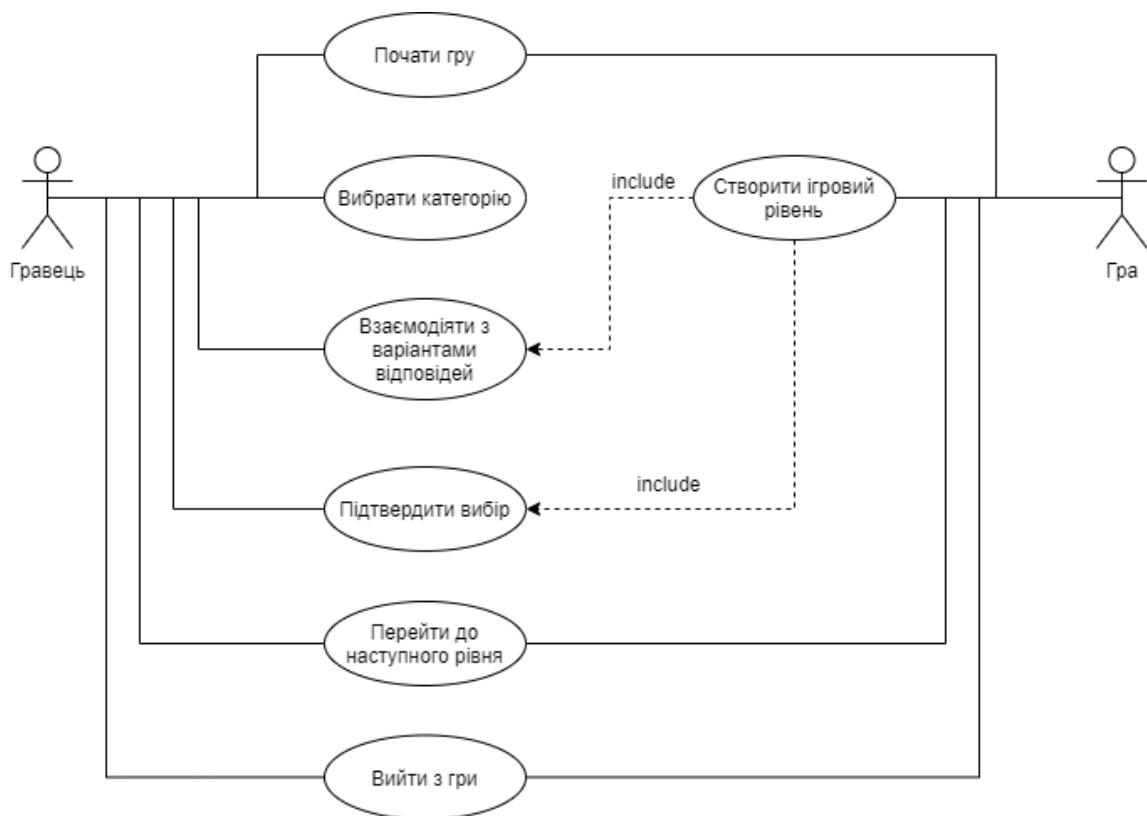 Почати гру
Вибрати категорію
include
Створити ігровий
рівень
Гравець
Гра
Взаємодіяти з
варіантами
відповідей
include
Підтвердити вибір
Перейти до
наступного рівня
Вийти з гри